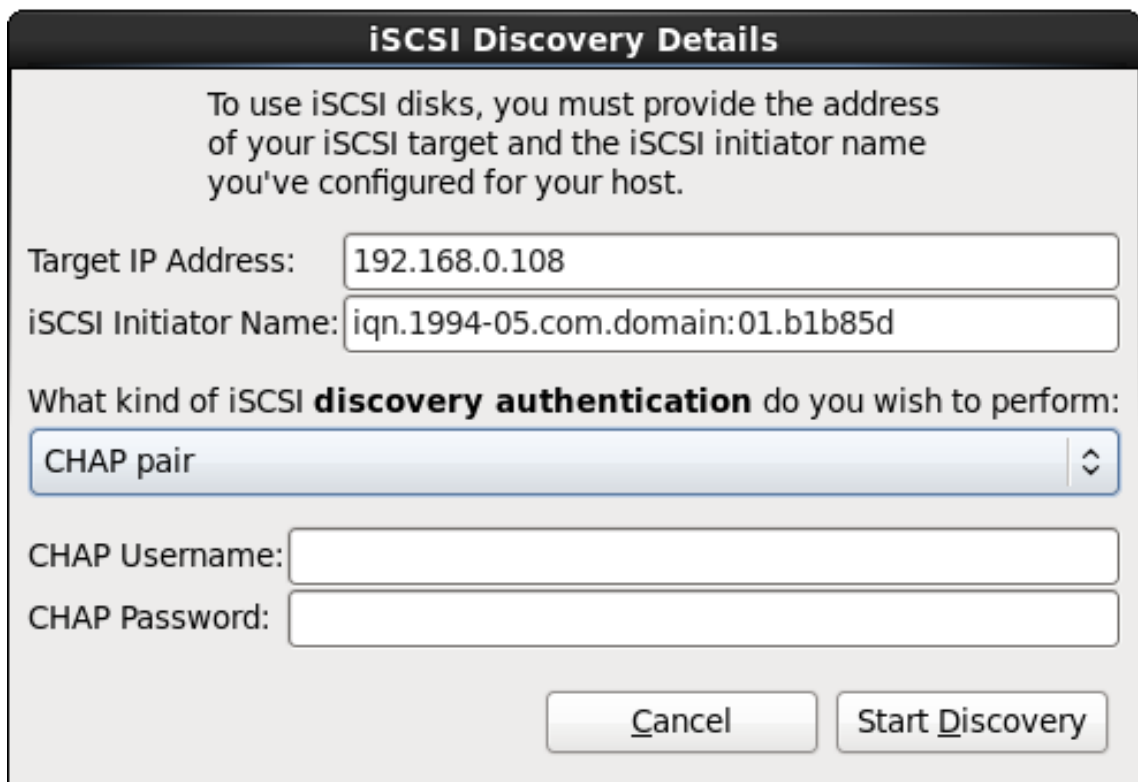 iSCSI Discovery Details
To use iSCSI disks, you must provide the address
of your iSCSI target and the iSCSI initiator name
you've configured for your host.
Target IP Address: 192.168.0.108
iSCSI Initiator Name: iqn.1994-05.com.domain:01.b1b85d
What kind of iSCSI discovery authentication do you wish to perform:
CHAP pair
CHAP Username:
CHAP Password:
Cancel Start Discovery